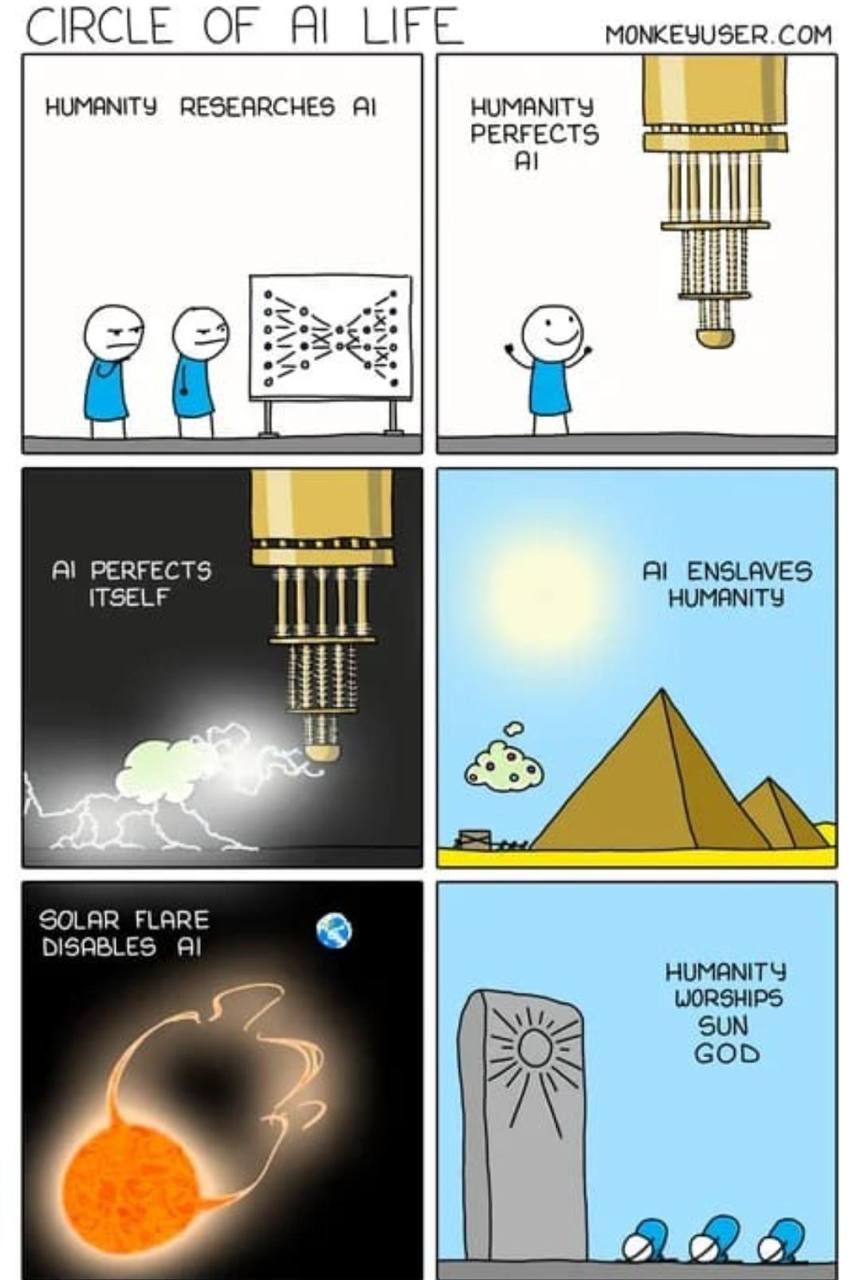 CIRCLE OF AI LIFE
MONKEYUSER.COM
HUMANITY RESEARCHES AI
HUMANITY
PERFECTS
AI
AI PERFECTS
ITSELF
AI ENSLAVES
HUMANITY
SOLAR FLARE
DISABLES AI
HUMANITY
WORSHIPS
SUN
GOD